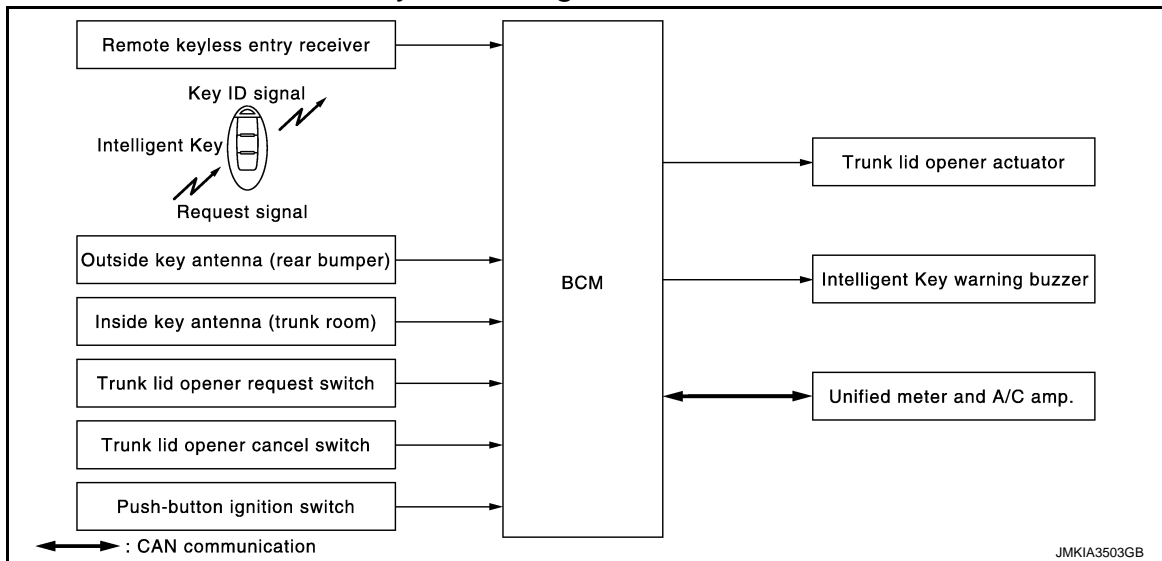 Remote keyless entry receiver
Key ID signal
Intelligent Key
Request signal
Outside key antenna (rear bumper)
Inside key antenna (trunk room)
Trunk lid opener request switch
Trunk lid opener cancel switch
Push-button ignition switch
BCM
Trunk lid opener actuator
Intelligent Key warning buzzer
Unified meter and A/C amp.
: CAN communication
JMKIA3503GB